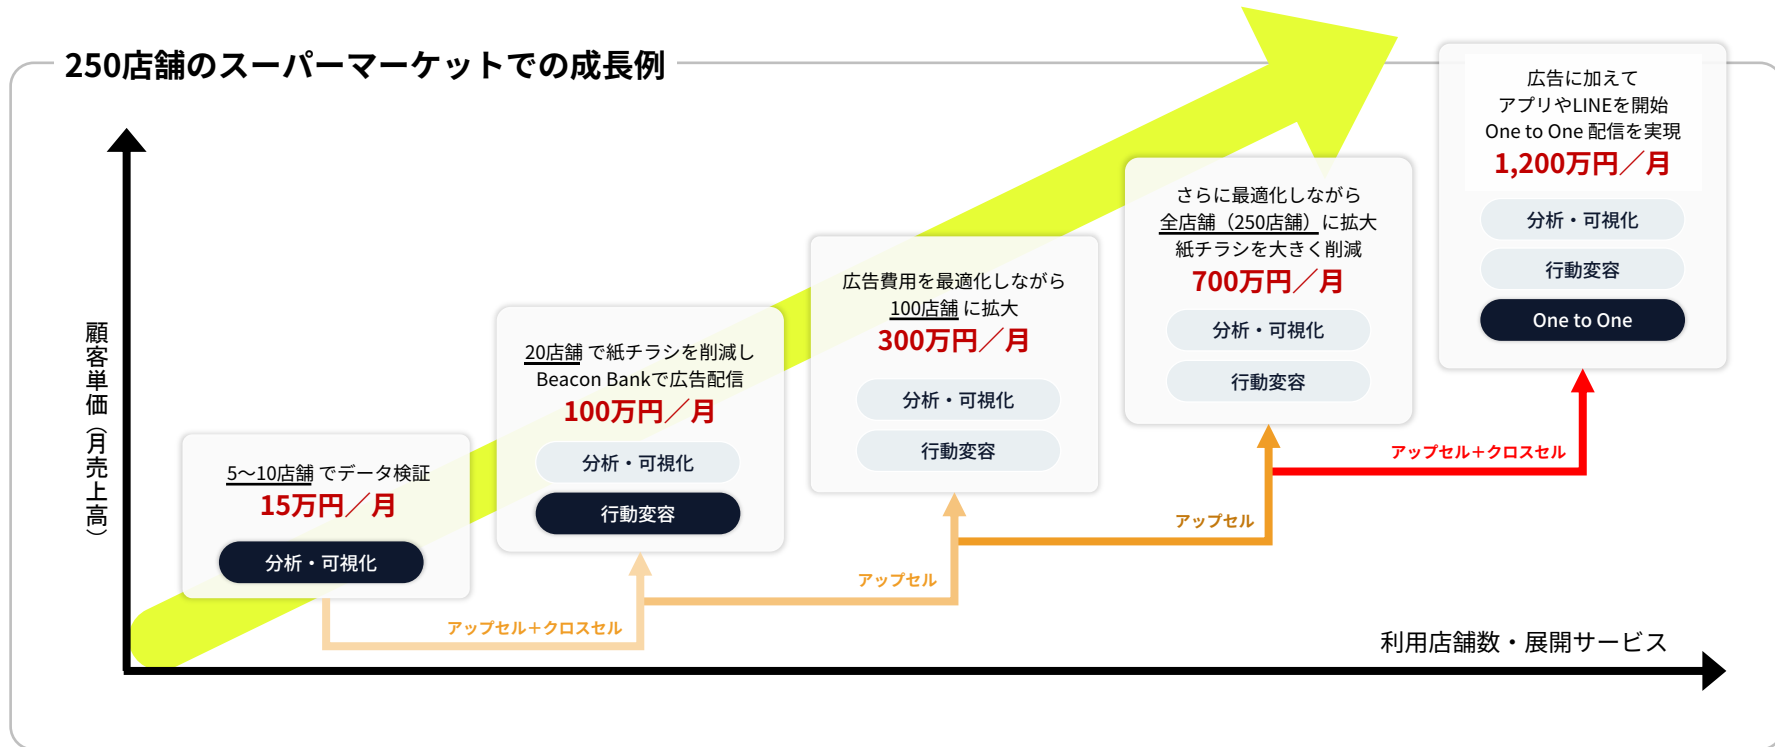 250店舗のスーパーマーケットでの成長例
顧客単価（月売上高）
5〜10店舗 でデータ検証
15万円／月
分析・可視化
アップセル＋クロスセル
20店舗 で紙チラシを削減し
Beacon Bankで広告配信
100万円／月
分析・可視化
行動変容
アップセル
広告費用を最適化しながら
100店舗 に拡大
300万円／月
分析・可視化
行動変容
アップセル
さらに最適化しながら
全店舗（250店舗）に拡大
紙チラシを大きく削減
700万円／月
分析・可視化
行動変容
アップセル＋クロスセル
広告に加えて
アプリやLINEを開始
One to One 配信を実現
1,200万円／月
分析・可視化
行動変容
One to One
利用店舗数・展開サービス